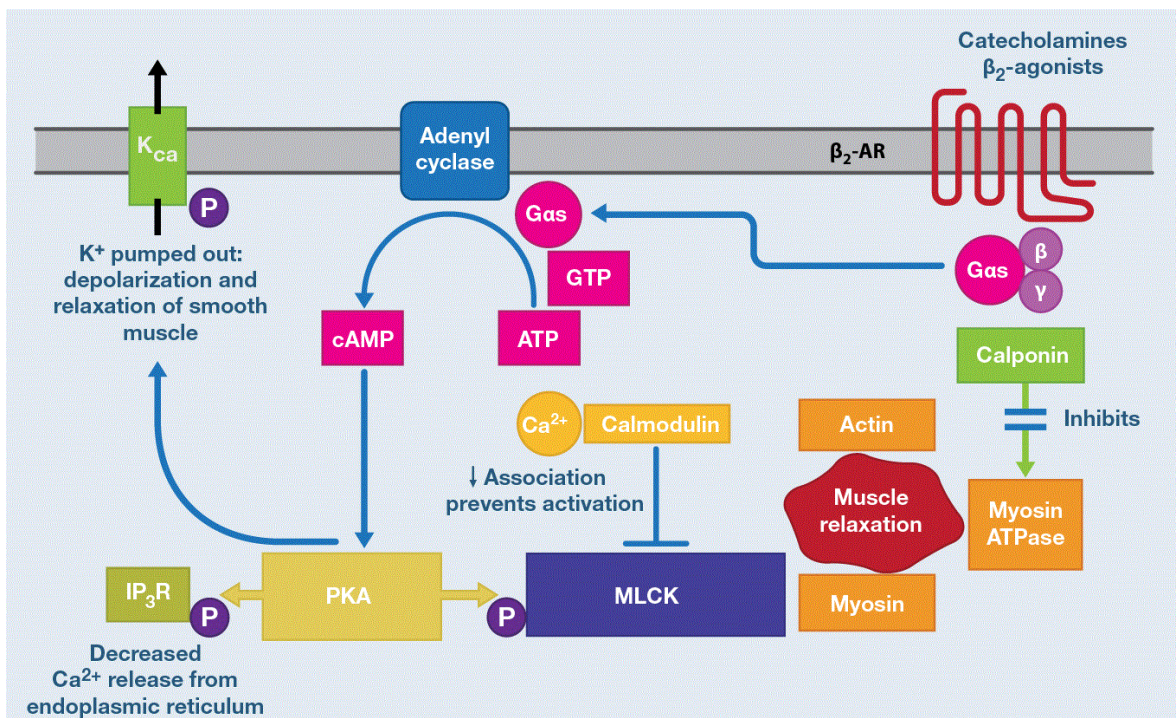 Catecholamines
β₂-agonists
K_ca
Adenyl
cyclase
β₂-AR
P
Gαs
GTP
Gαs
β
γ
K⁺ pumped out:
depolarization and
relaxation of smooth
muscle
cAMP
ATP
Calponin
Inhibits
Ca²⁺
Calmodulin
↓ Association
prevents activation
Actin
Muscle
relaxation
Myosin
ATPase
IP₃R
P
PKA
P
MLCK
Myosin
Decreased
Ca²⁺ release from
endoplasmic reticulum